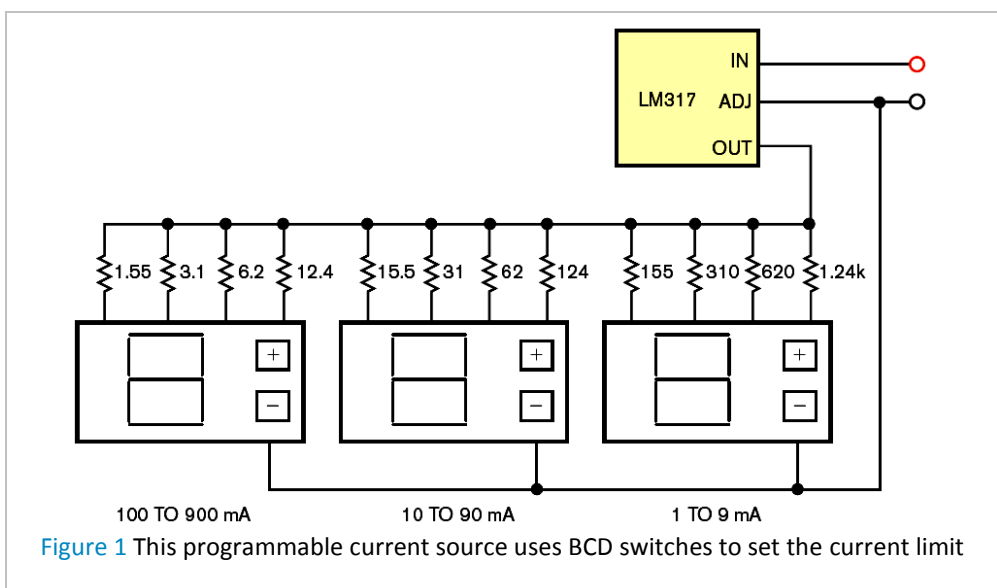 IN
LM317 ADJ
OUT
1.55 3.1 6.2 12.4 15.5 31 62 124 155 310 620 1.24k
+ + +
− − −
100 TO 900 mA 10 TO 90 mA 1 TO 9 mA
Figure 1 This programmable current source uses BCD switches to set the current limit